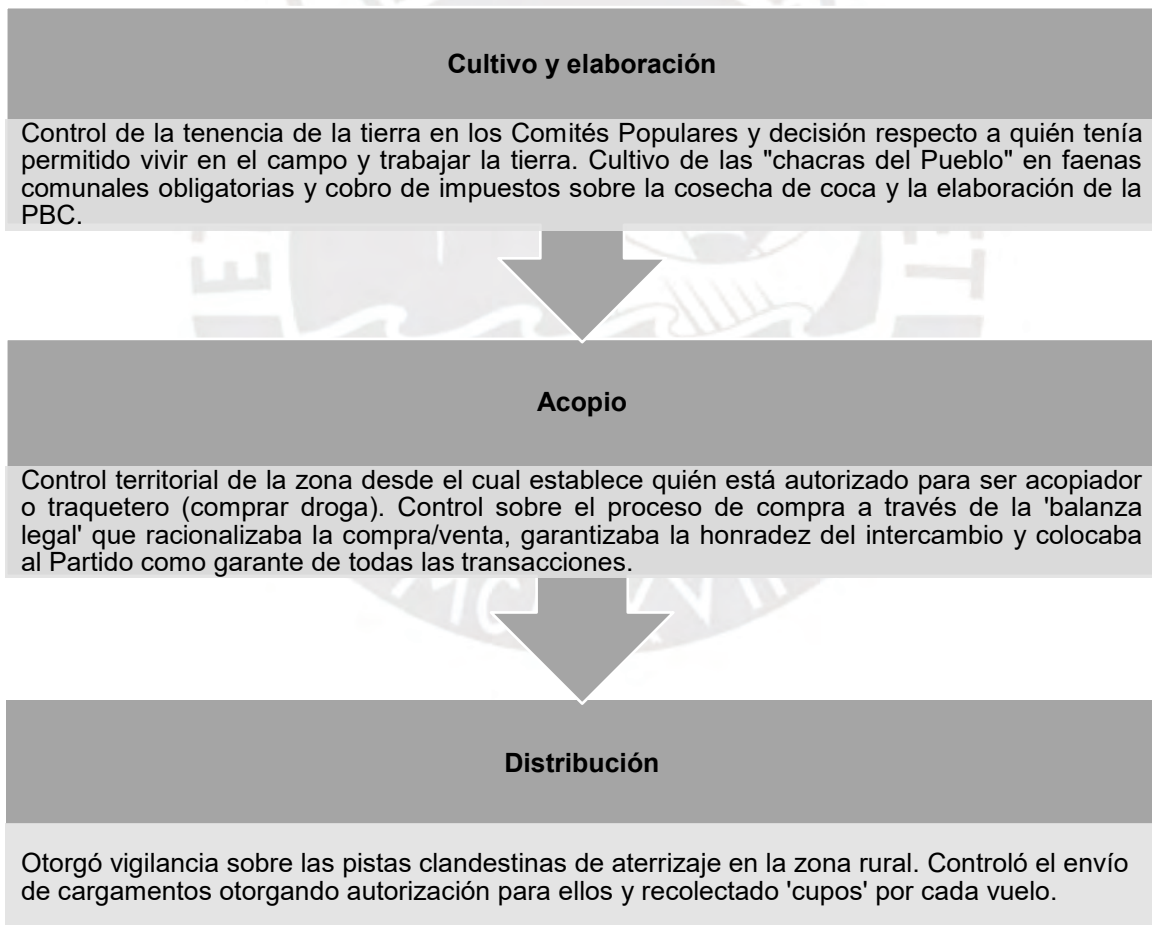 Cultivo y elaboración
Control de la tenencia de la tierra en los Comités Populares y decisión respecto a quién tenía
permitido vivir en el campo y trabajar la tierra. Cultivo de las "chacras del Pueblo" en faenas
comunales obligatorias y cobro de impuestos sobre la cosecha de coca y la elaboración de la
PBC.
Acopio
Control territorial de la zona desde el cual establece quién está autorizado para ser acopiador
o traquetero (comprar droga). Control sobre el proceso de compra a través de la 'balanza
legal' que racionalizaba la compra/venta, garantizaba la honradez del intercambio y colocaba
al Partido como garante de todas las transacciones.
Distribución
Otorgó vigilancia sobre las pistas clandestinas de aterrizaje en la zona rural. Controló el envío
de cargamentos otorgando autorización para ellos y recolectado 'cupos' por cada vuelo.